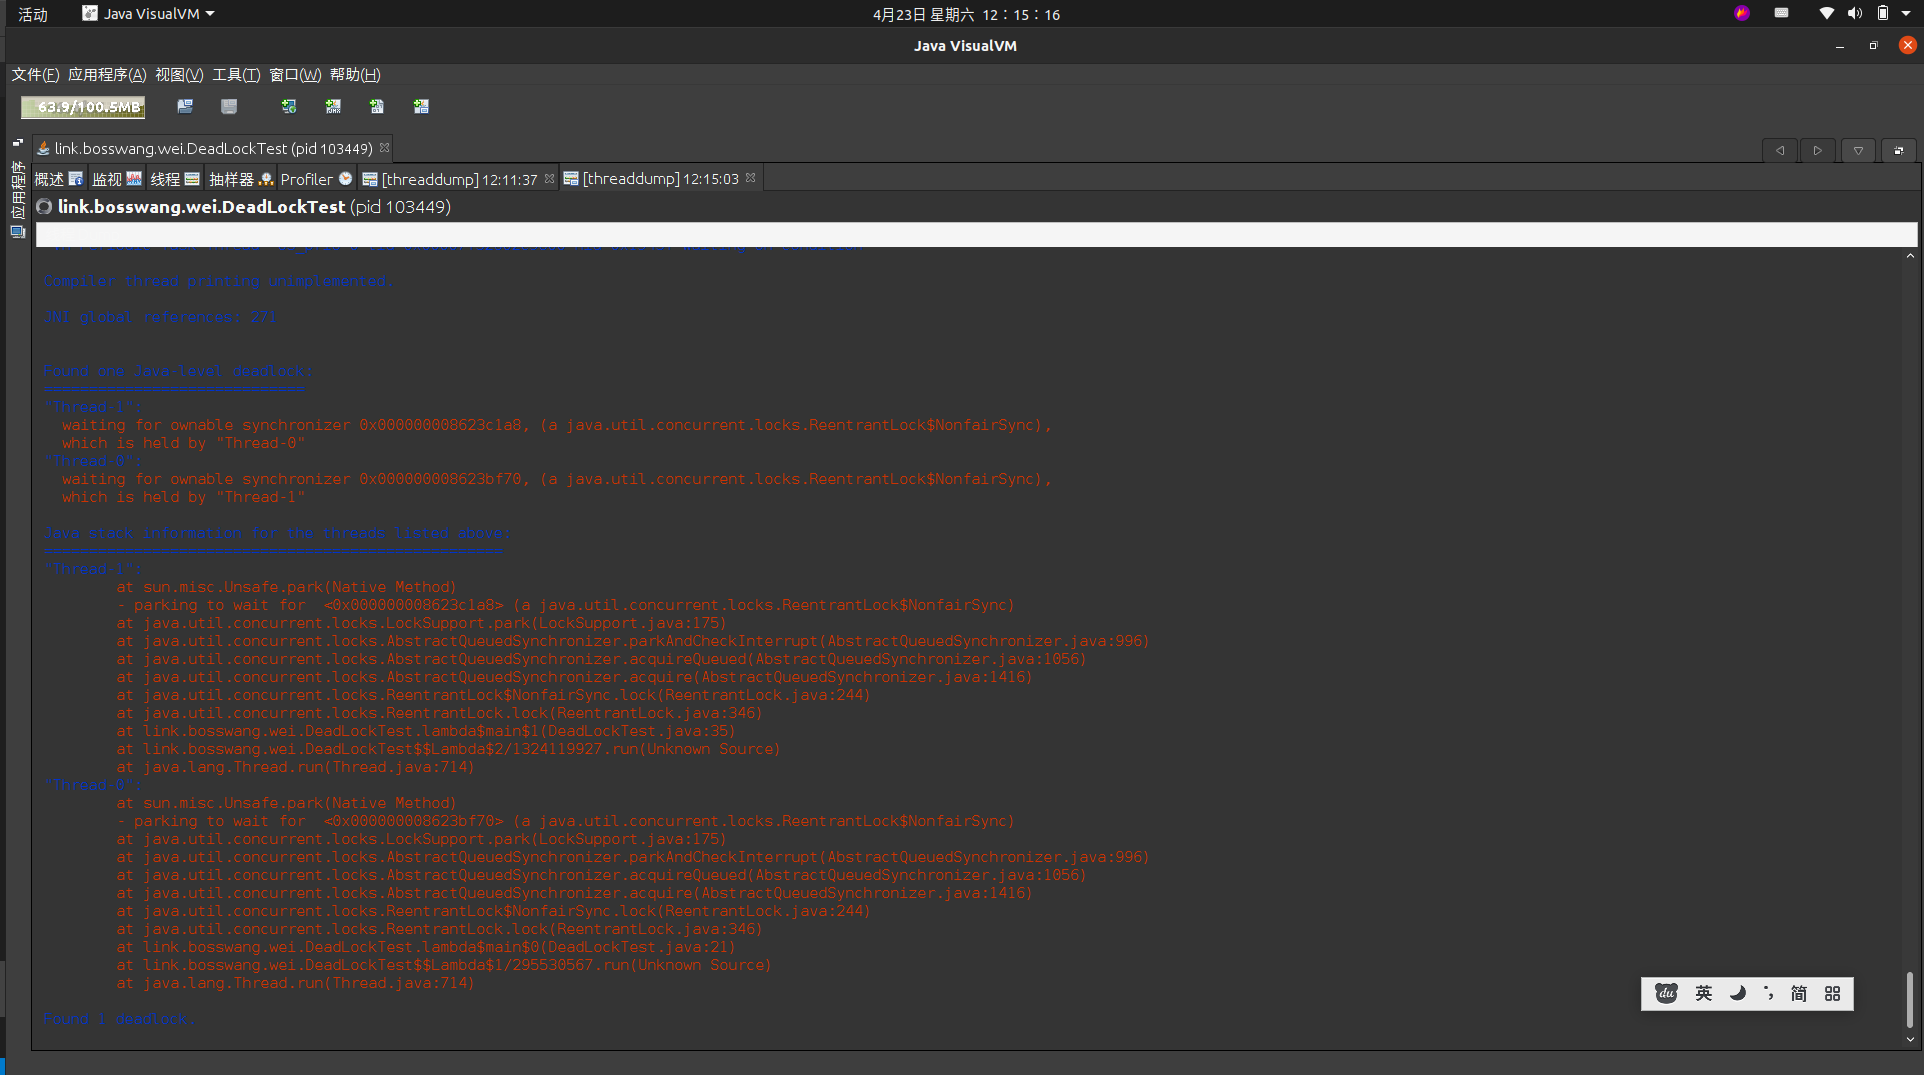 活动
Java VisualVM
4月23日 星期六 12：15：16
Java VisualVM
文件(F) 应用程序(A) 视图(V) 工具(T) 窗口(W) 帮助(H)
63.9/100.5MB
应用程序
link.bosswang.wei.DeadLockTest (pid 103449)
概述 监视 线程 抽样器 Profiler [threaddump] 12:11:37 [threaddump] 12:15:03
link.bosswang.wei.DeadLockTest (pid 103449)
Compiler thread printing unimplemented.
JNI global references: 271
Found one Java-level deadlock:
=============================
"Thread-1":
waiting for ownable synchronizer 0x000000008623c1a8, (a java.util.concurrent.locks.ReentrantLock$NonfairSync),
which is held by "Thread-0"
"Thread-0":
waiting for ownable synchronizer 0x000000008623bf70, (a java.util.concurrent.locks.ReentrantLock$NonfairSync),
which is held by "Thread-1"
Java stack information for the threads listed above:
===================================================
"Thread-1":
at sun.misc.Unsafe.park(Native Method)
- parking to wait for  <0x000000008623c1a8> (a java.util.concurrent.locks.ReentrantLock$NonfairSync)
at java.util.concurrent.locks.LockSupport.park(LockSupport.java:175)
at java.util.concurrent.locks.AbstractQueuedSynchronizer.parkAndCheckInterrupt(AbstractQueuedSynchronizer.java:996)
at java.util.concurrent.locks.AbstractQueuedSynchronizer.acquireQueued(AbstractQueuedSynchronizer.java:1056)
at java.util.concurrent.locks.AbstractQueuedSynchronizer.acquire(AbstractQueuedSynchronizer.java:1416)
at java.util.concurrent.locks.ReentrantLock$NonfairSync.lock(ReentrantLock.java:244)
at java.util.concurrent.locks.ReentrantLock.lock(ReentrantLock.java:346)
at link.bosswang.wei.DeadLockTest.lambda$main$1(DeadLockTest.java:35)
at link.bosswang.wei.DeadLockTest$$Lambda$2/1324119927.run(Unknown Source)
at java.lang.Thread.run(Thread.java:714)
"Thread-0":
at sun.misc.Unsafe.park(Native Method)
- parking to wait for  <0x000000008623bf70> (a java.util.concurrent.locks.ReentrantLock$NonfairSync)
at java.util.concurrent.locks.LockSupport.park(LockSupport.java:175)
at java.util.concurrent.locks.AbstractQueuedSynchronizer.parkAndCheckInterrupt(AbstractQueuedSynchronizer.java:996)
at java.util.concurrent.locks.AbstractQueuedSynchronizer.acquireQueued(AbstractQueuedSynchronizer.java:1056)
at java.util.concurrent.locks.AbstractQueuedSynchronizer.acquire(AbstractQueuedSynchronizer.java:1416)
at java.util.concurrent.locks.ReentrantLock$NonfairSync.lock(ReentrantLock.java:244)
at java.util.concurrent.locks.ReentrantLock.lock(ReentrantLock.java:346)
at link.bosswang.wei.DeadLockTest.lambda$main$0(DeadLockTest.java:21)
at link.bosswang.wei.DeadLockTest$$Lambda$1/295530567.run(Unknown Source)
at java.lang.Thread.run(Thread.java:714)
Found 1 deadlock.
du 英 简